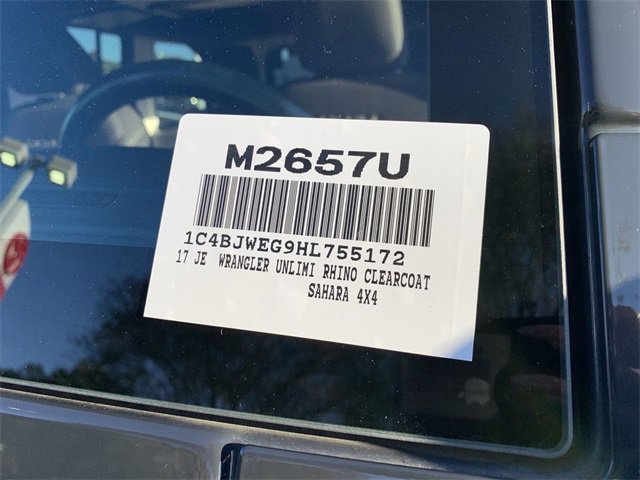 M2657U
1C4BJWEG9HL755172
17 JE WRANGLER UNLIMI RHINO CLEARCOAT
SAHARA 4X4